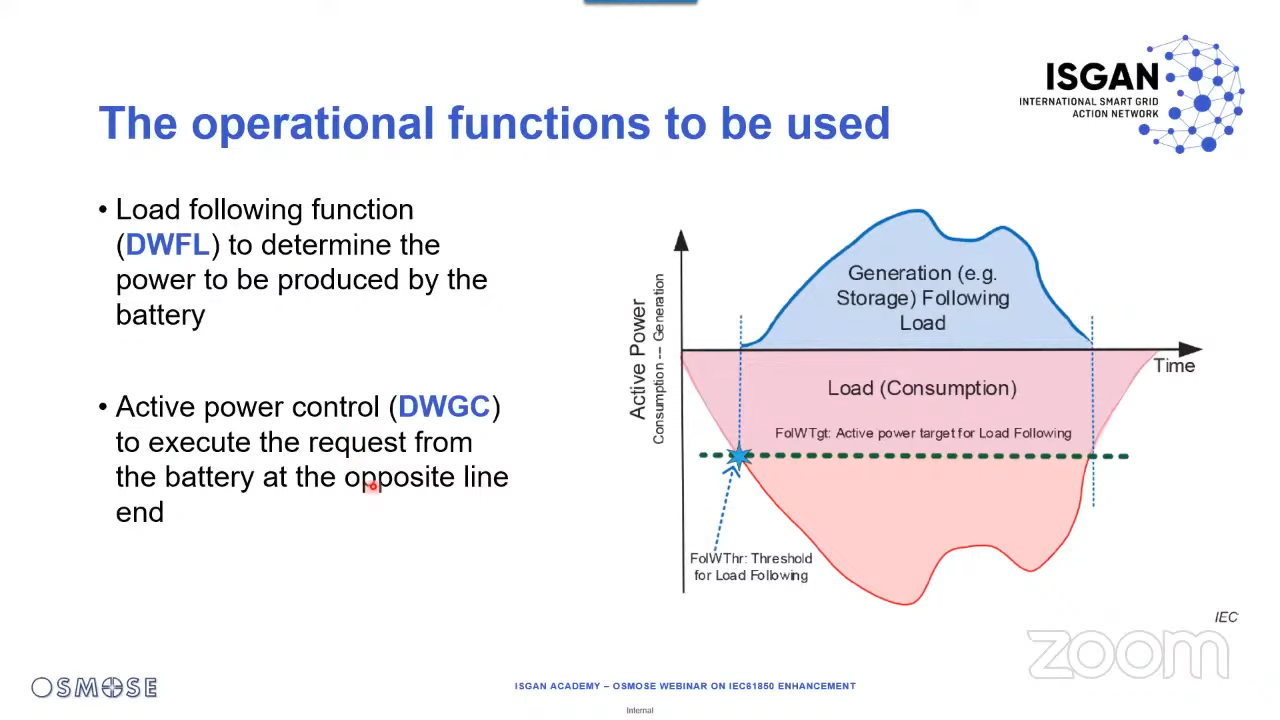 ISGAN
INTERNATIONAL SMART GRID
ACTION NETWORK
The operational functions to be used
• Load following function
(DWFL) to determine the
power to be produced by the
battery
• Active power control (DWGC)
to execute the request from
the battery at the opposite line
end
Active Power
Consumption -- Generation
Generation (e.g.
Storage) Following
Load
Time
Load (Consumption)
FolWTgt: Active power target for Load Following
FolWThr: Threshold
for Load Following
IEC
zoom
OSMOSE
ISGAN ACADEMY – OSMOSE WEBINAR ON IEC61850 ENHANCEMENT
Internal